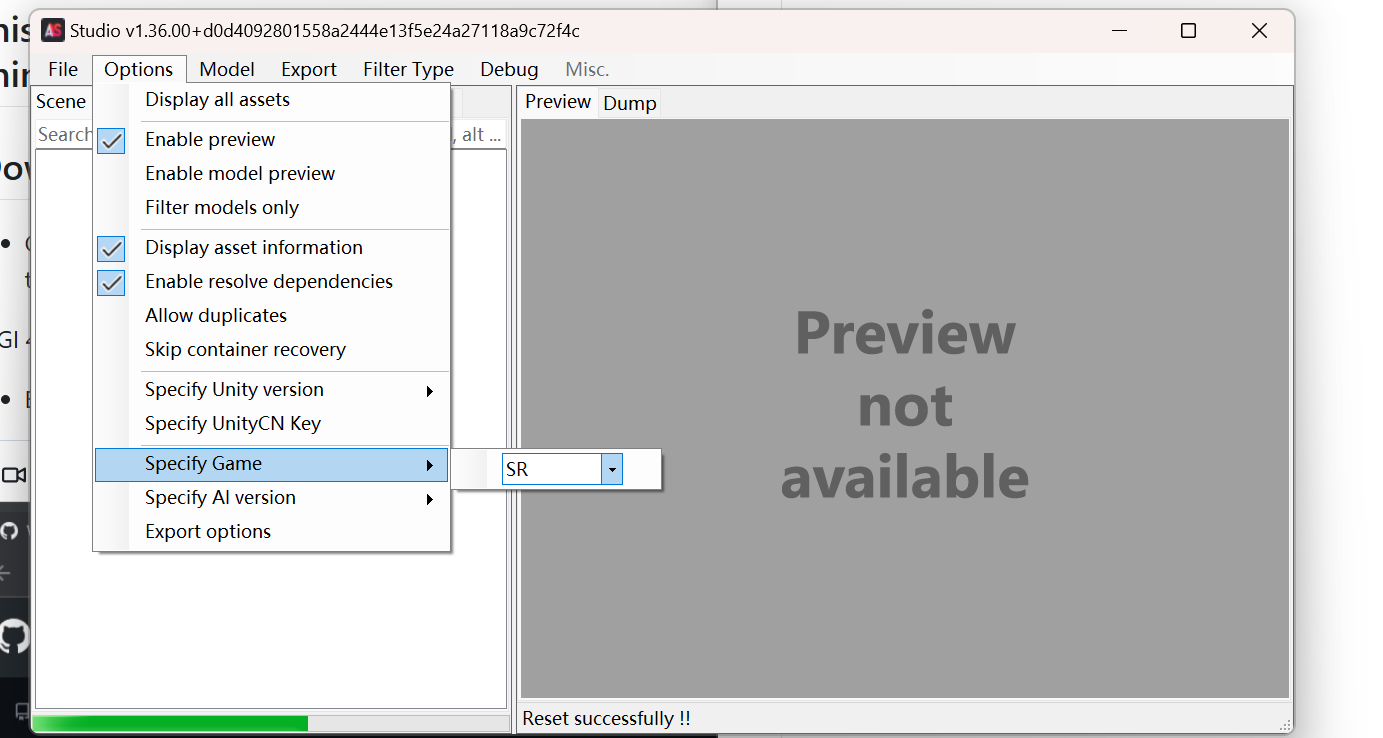 Studio v1.36.00+d0d4092801558a2444e13f5e24a27118a9c72f4c
File Options Model Export Filter Type Debug Misc.
Scene
Search , alt ...
Display all assets
Enable preview
Enable model preview
Filter models only
Display asset information
Enable resolve dependencies
Allow duplicates
Skip container recovery
Specify Unity version
Specify UnityCN Key
Specify Game
SR
Specify AI version
Export options
Preview Dump
Preview
not
available
Reset successfully !!
GI